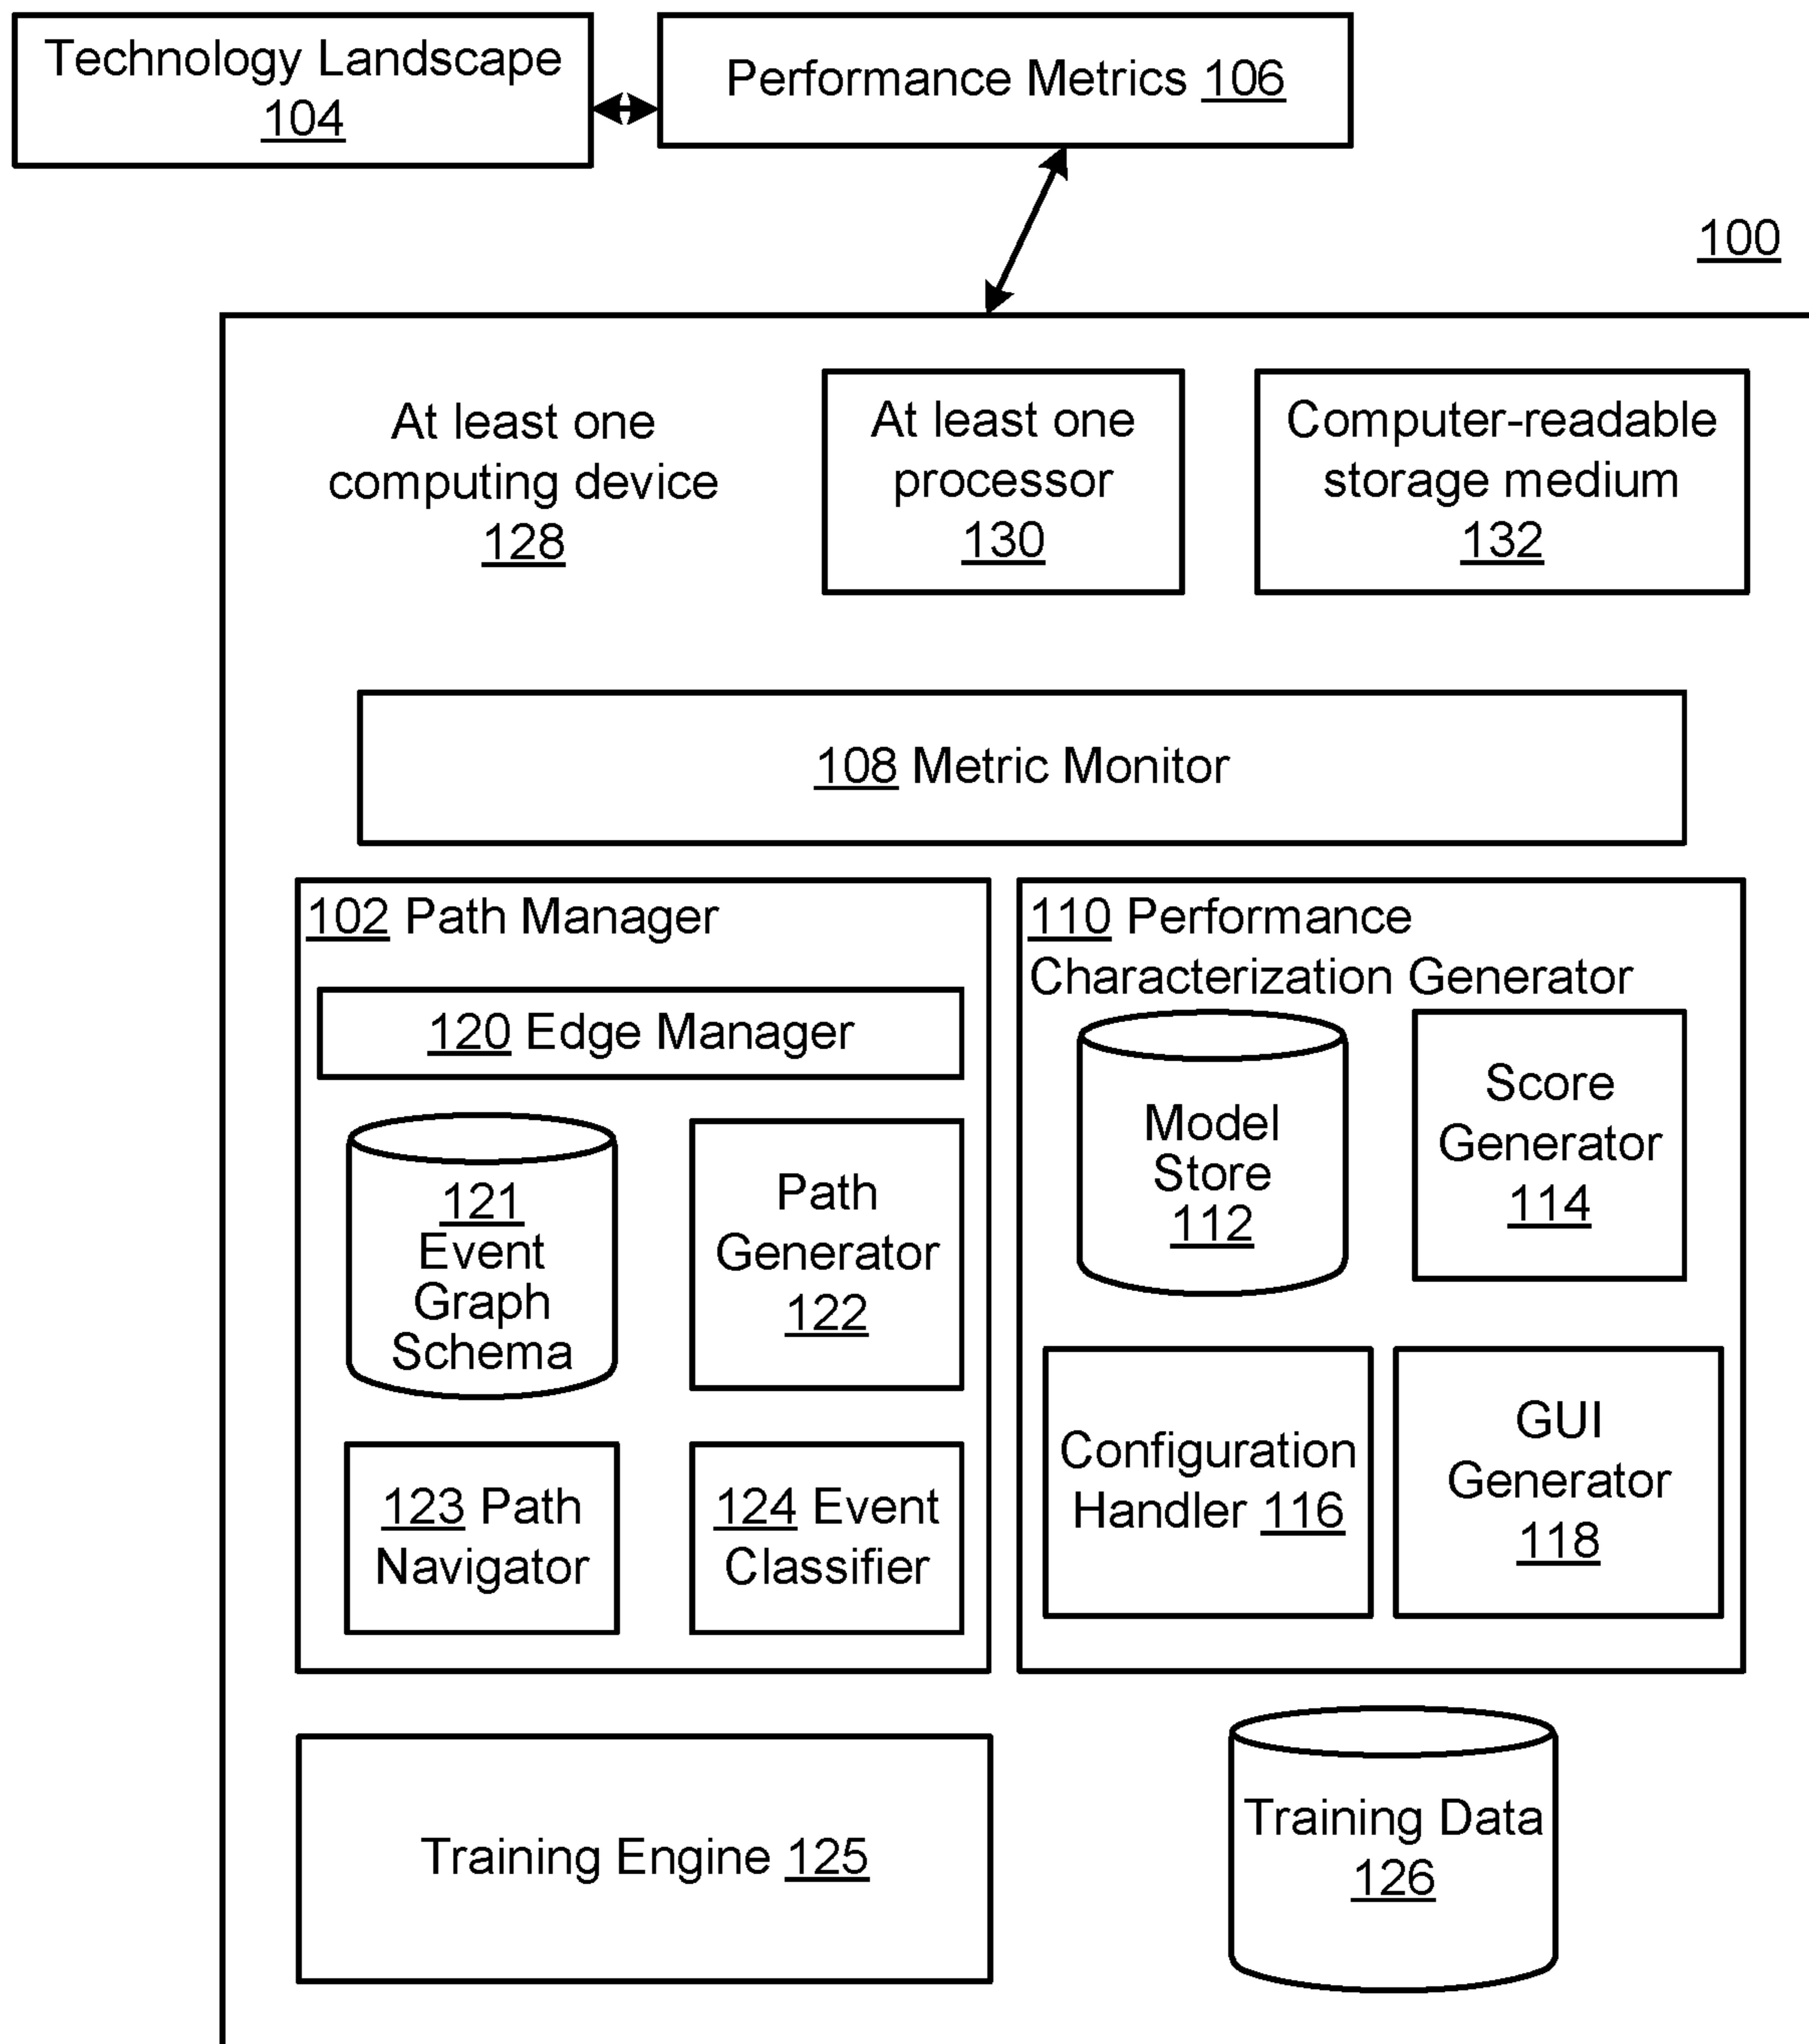 Technology Landscape
104
Performance Metrics 106
100
At least one
computing device
128
At least one
processor
130
Computer-readable
storage medium
132
108 Metric Monitor
102 Path Manager
120 Edge Manager
121
Event
Graph
Schema
Path
Generator
122
123 Path
Navigator
124 Event
Classifier
110 Performance
Characterization Generator
Model
Store
112
Score
Generator
114
Configuration
Handler 116
GUI
Generator
118
Training Engine 125
Training Data
126